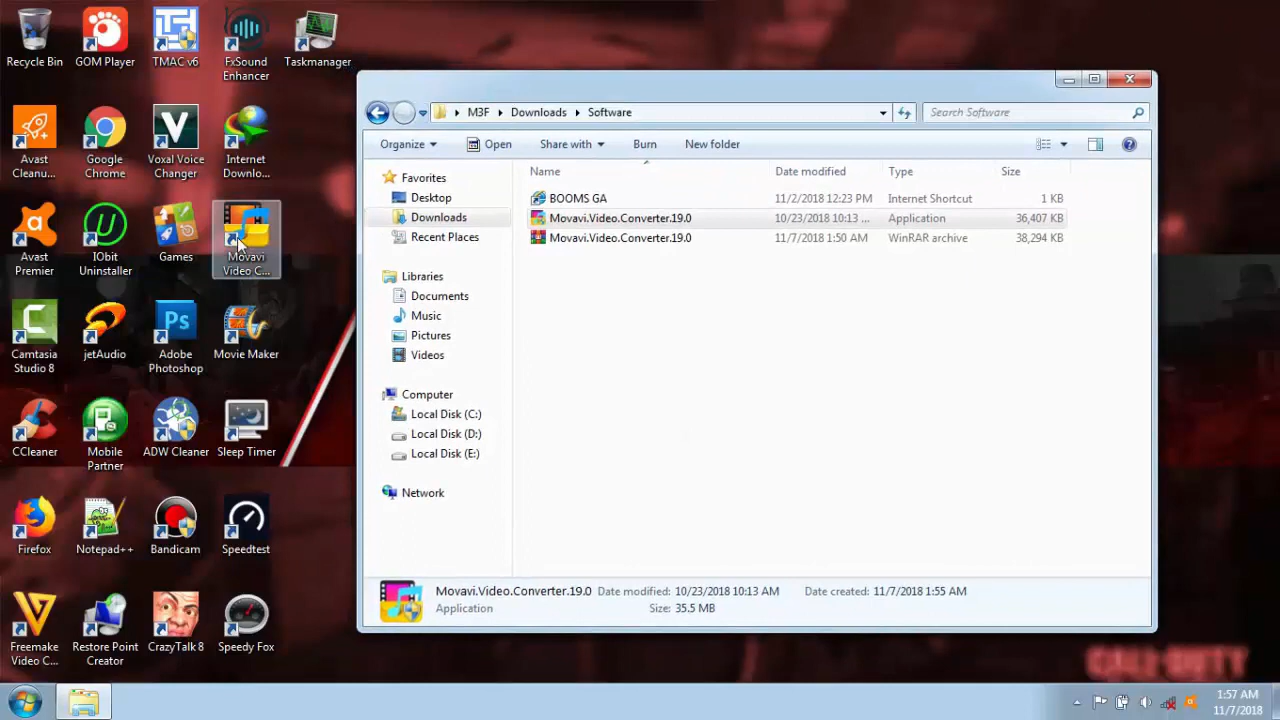 Recycle Bin
GOM Player
TMAC v6
FxSound
Enhancer
Taskmanager
Avast
Cleanu...
Google
Chrome
Voxal Voice
Changer
Internet
Downlo...
Avast
Premier
IObit
Uninstaller
Games
Movavi
Video C...
Camtasia
Studio 8
jetAudio
Adobe
Photoshop
Movie Maker
CCleaner
Mobile
Partner
ADW Cleaner
Sleep Timer
Firefox
Notepad++
Bandicam
Speedtest
Freemake
Video C...
Restore Point
Creator
CrazyTalk 8
Speedy Fox
M3F Downloads Software
Search Software
Organize Open Share with Burn New folder
Favorites
Desktop
Downloads
Recent Places
Libraries
Documents
Music
Pictures
Videos
Computer
Local Disk (C:)
Local Disk (D:)
Local Disk (E:)
Network
Name Date modified Type Size
BOOMS GA 11/2/2018 12:23 PM Internet Shortcut 1 KB
Movavi.Video.Converter.19.0 10/23/2018 10:13 ... Application 36,407 KB
Movavi.Video.Converter.19.0 11/7/2018 1:50 AM WinRAR archive 38,294 KB
Movavi.Video.Converter.19.0 Date modified: 10/23/2018 10:13 AM Date created: 11/7/2018 1:55 AM
Application Size: 35.5 MB
CALL·DUTY
1:57 AM
11/7/2018